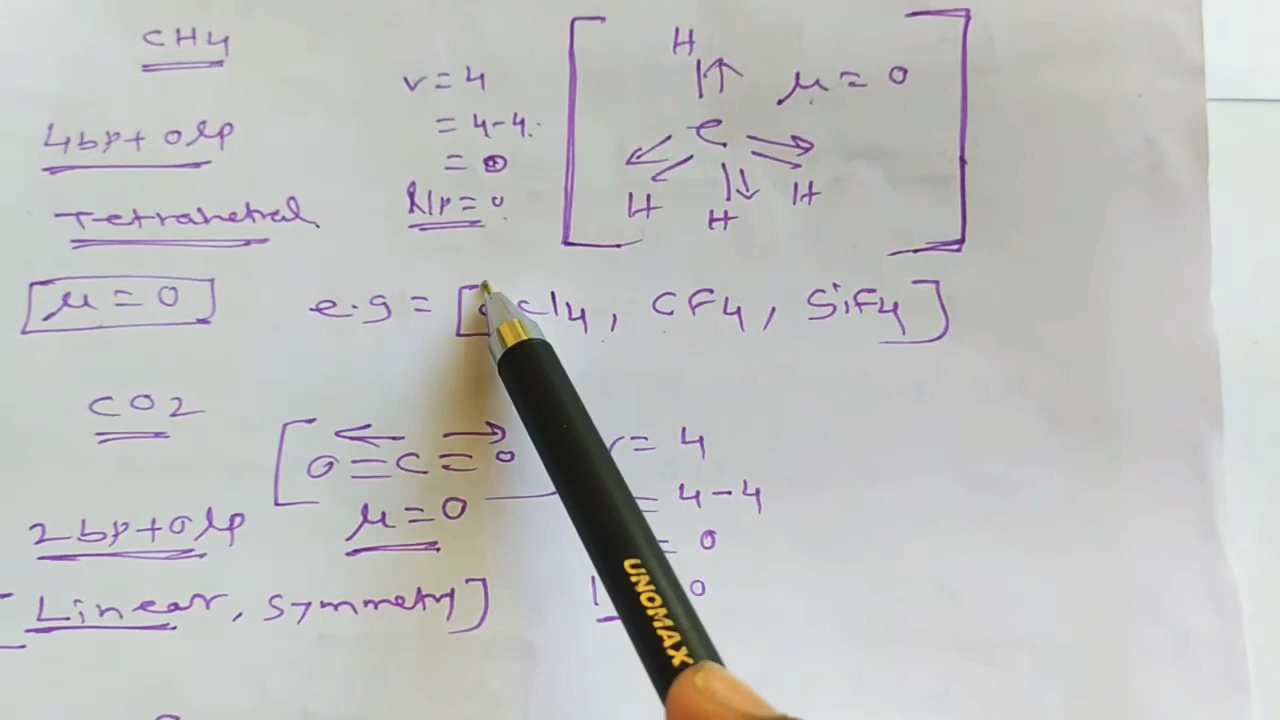 CH4
4bp + 0lp
Tetrahetral
μ = 0
v = 4
= 4-4
= 0
lp = 0
H
μ = 0
C
H
H
H
e.g = [ Cl4, CF4, SiF4]
CO2
[O = C = O
μ = 0
2bp + 0lp
Linear, Symmetry]
= 4
= 4-4
= 0
0
UNOMAX